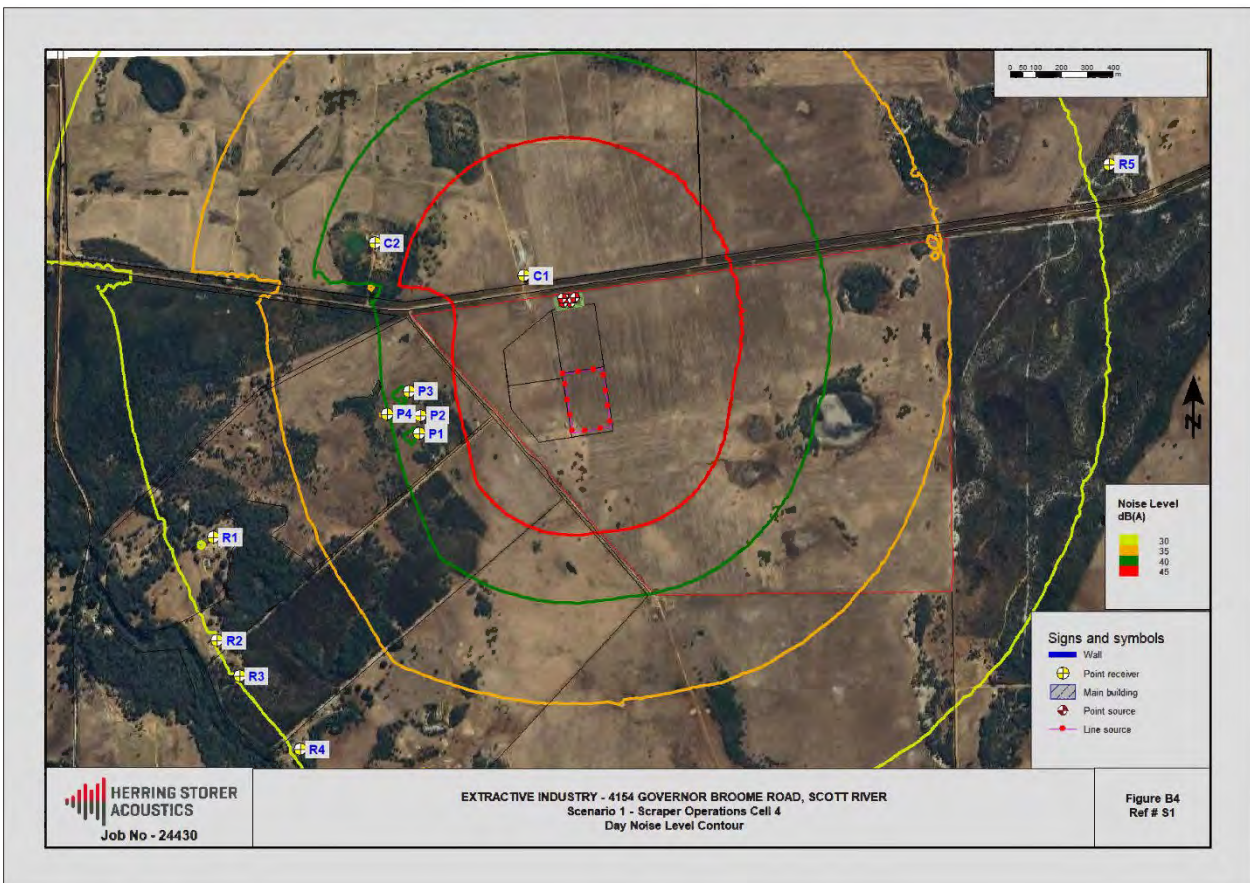 0 50 100 200 300 400
m
R5
C2
C1
P3
P4
P2
P1
R1
R2
R3
R4
N
Noise Level
dB(A)
30
35
40
45
Signs and symbols
Wall
Point receiver
Main building
Point source
Line source
HERRING STORER
ACOUSTICS
Job No - 24430
EXTRACTIVE INDUSTRY - 4154 GOVERNOR BROOME ROAD, SCOTT RIVER
Scenario 1 - Scraper Operations Cell 4
Day Noise Level Contour
Figure B4
Ref # S1